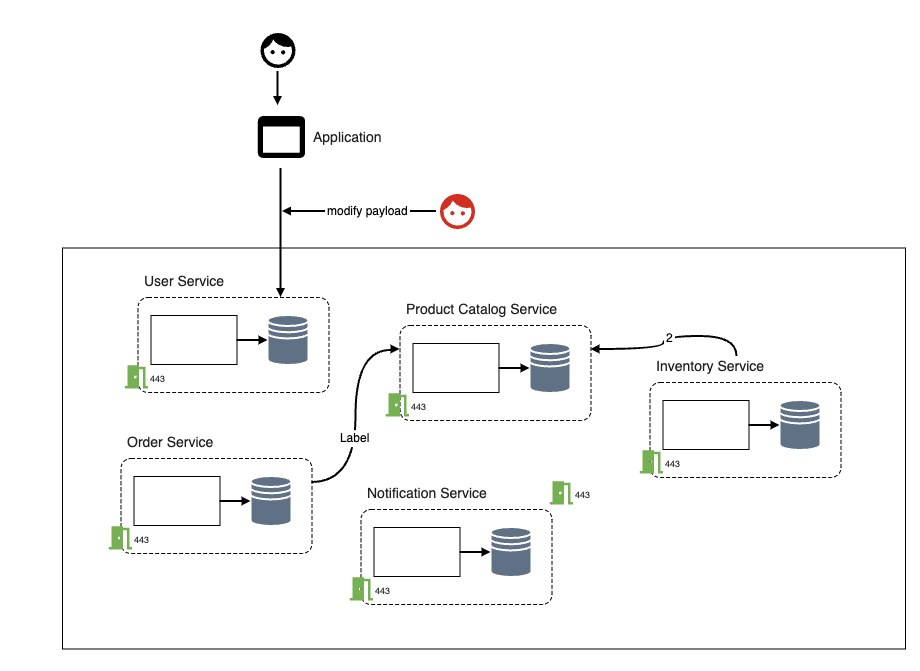 Application
modify payload
User Service
443
Product Catalog Service
443
2
Inventory Service
443
Order Service
443
Label
Notification Service
443
443